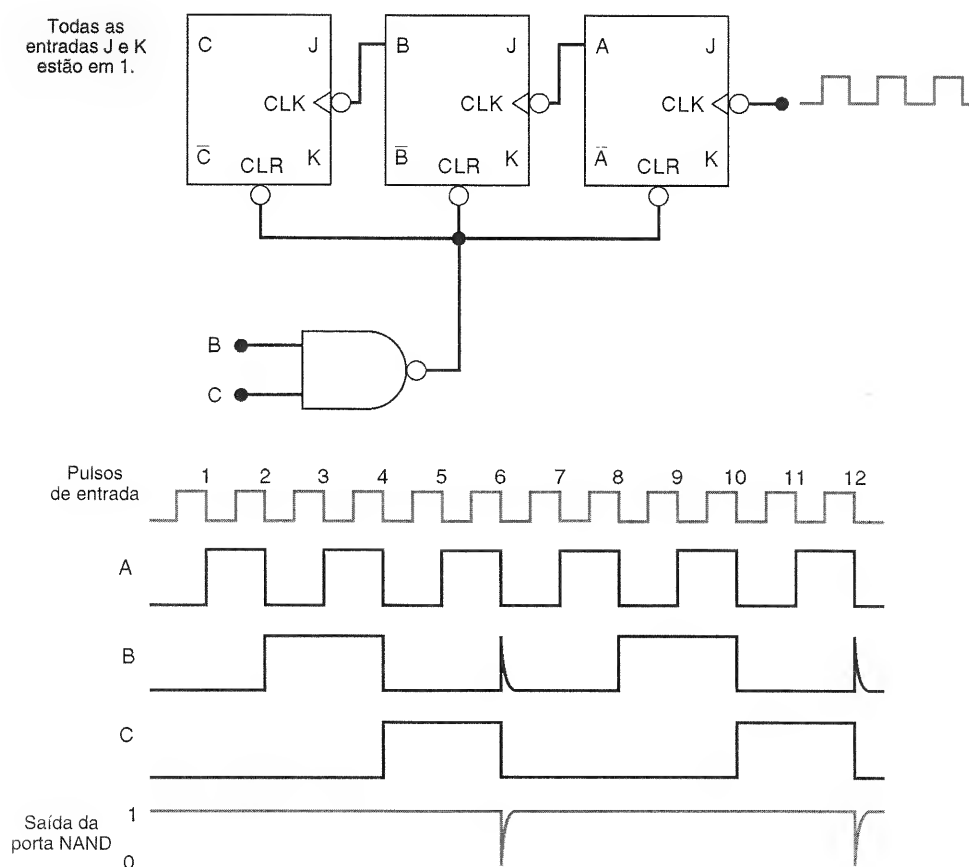 Todas as
entradas J e K
estão em 1.
C J B J A J
CLK CLK CLK
C̅ K B̅ K A̅ K
CLR CLR CLR
B
C
Pulsos
de entrada
1 2 3 4 5 6 7 8 9 10 11 12
A
B
C
Saída da
porta NAND
1
0